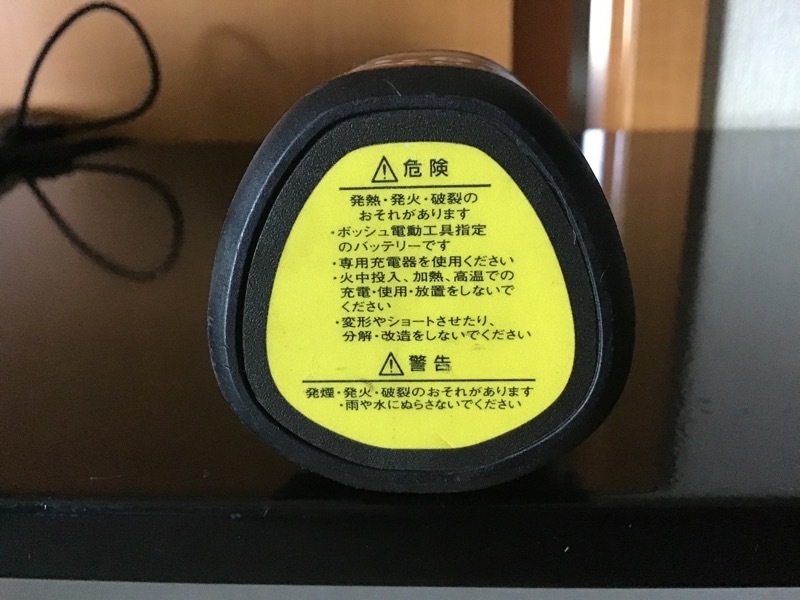 ⚠危険
発熱・発火・破裂の
おそれがあります
・ボッシュ電動工具指定
のバッテリーです
・専用充電器を使用ください
・火中投入、加熱、高温での
充電・使用・放置をしないで
ください
・変形やショートさせたり、
分解・改造をしないでください
⚠警告
発煙・発火・破裂のおそれがあります
・雨や水にぬらさないでください